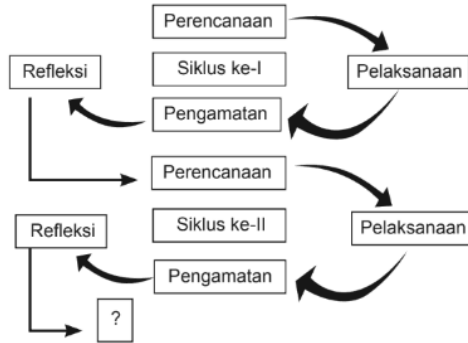 Perencanaan
Refleksi
Siklus ke-I
Pelaksanaan
Pengamatan
Perencanaan
Refleksi
Siklus ke-II
Pelaksanaan
Pengamatan
?